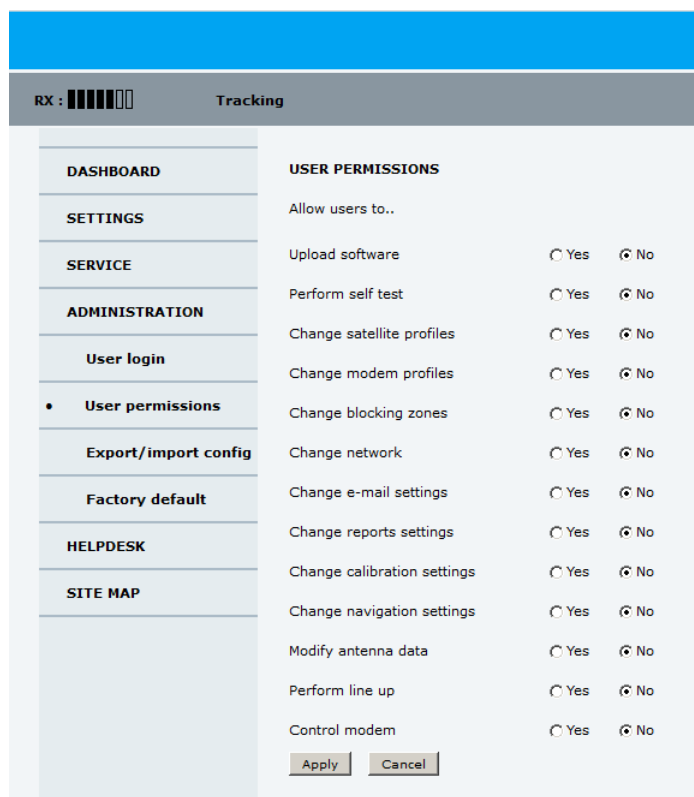 RX : Tracking
DASHBOARD
SETTINGS
SERVICE
ADMINISTRATION
User login
• User permissions
Export/import config
Factory default
HELPDESK
SITE MAP
USER PERMISSIONS
Allow users to..
Upload software Yes No
Perform self test Yes No
Change satellite profiles Yes No
Change modem profiles Yes No
Change blocking zones Yes No
Change network Yes No
Change e-mail settings Yes No
Change reports settings Yes No
Change calibration settings Yes No
Change navigation settings Yes No
Modify antenna data Yes No
Perform line up Yes No
Control modem Yes No
Apply Cancel